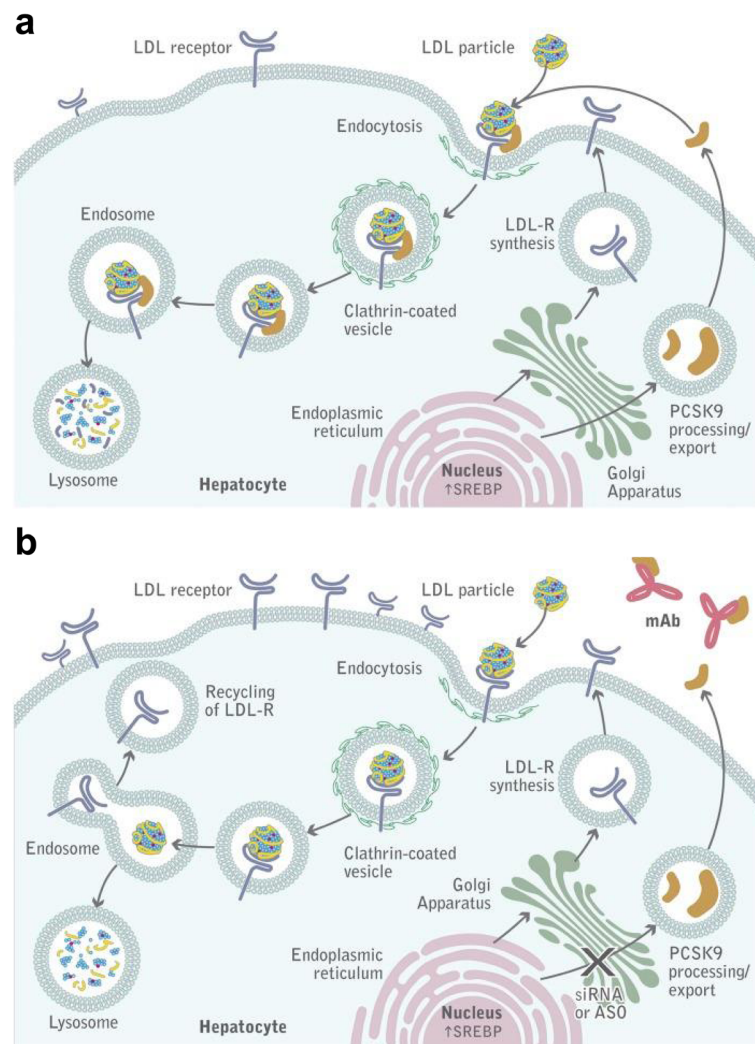 a
LDL receptor
LDL particle
Endocytosis
Endosome
LDL-R
synthesis
Clathrin-coated
vesicle
Endoplasmic
reticulum
PCSK9
processing/
export
Lysosome
Hepatocyte
Nucleus
↑SREBP
Golgi
Apparatus
b
LDL receptor
LDL particle
mAb
Endocytosis
Recycling
of LDL-R
LDL-R
synthesis
Endosome
Clathrin-coated
vesicle
Golgi
Apparatus
Endoplasmic
reticulum
PCSK9
processing/
export
siRNA
or ASO
Lysosome
Hepatocyte
Nucleus
↑SREBP